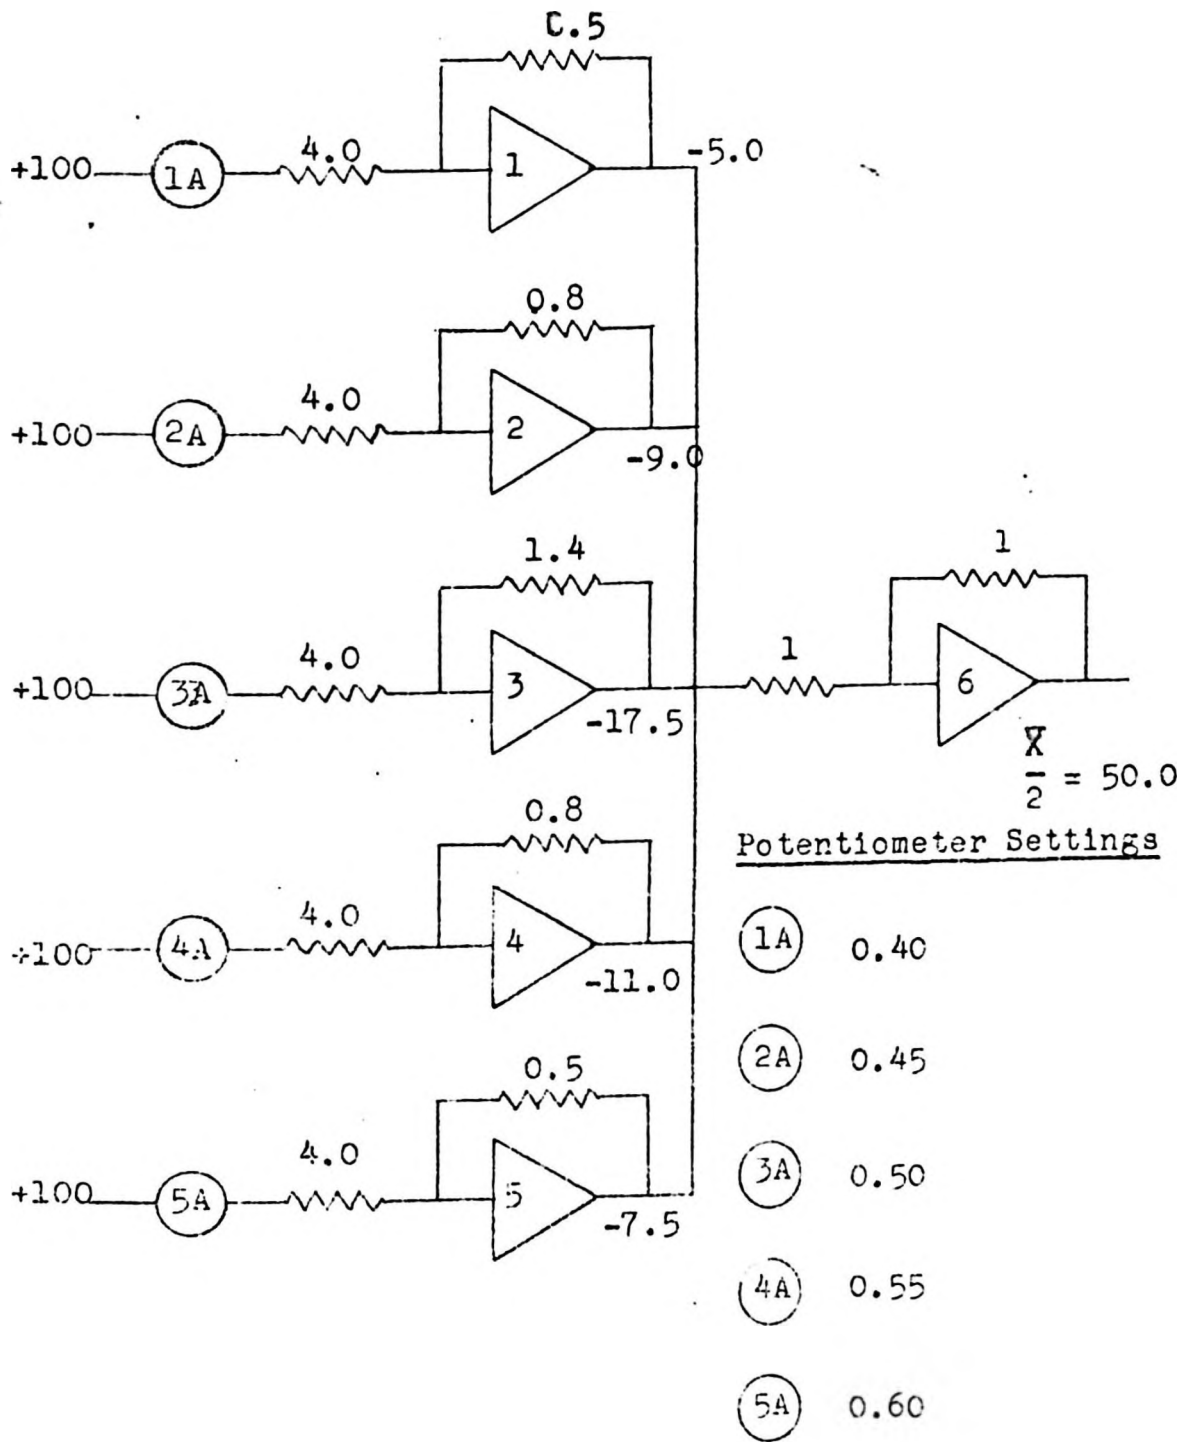 0.5
+100 1A 4.0 1 -5.0
0.8
+100 2A 4.0 2 -9.0
1.4
+100 3A 4.0 3 -17.5
1
1 6
X̄/2 = 50.0
0.8
+100 4A 4.0 4 -11.0
0.5
+100 5A 4.0 5 -7.5
Potentiometer Settings
1A 0.40
2A 0.45
3A 0.50
4A 0.55
5A 0.60